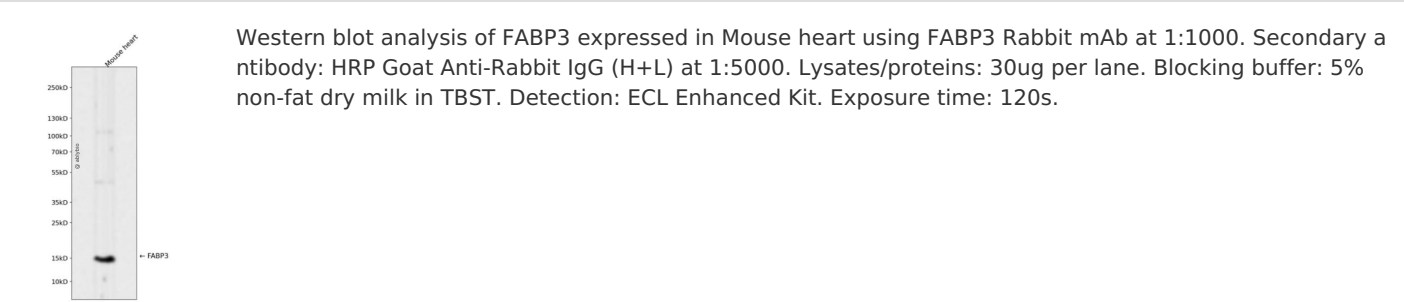 Mouse heart
250kD
130kD
100kD
70kD
55kD
35kD
25kD
15kD
10kD
@ abybio
← FABP3
Western blot analysis of FABP3 expressed in Mouse heart using FABP3 Rabbit mAb at 1:1000. Secondary a
ntibody: HRP Goat Anti-Rabbit IgG (H+L) at 1:5000. Lysates/proteins: 30ug per lane. Blocking buffer: 5%
non-fat dry milk in TBST. Detection: ECL Enhanced Kit. Exposure time: 120s.